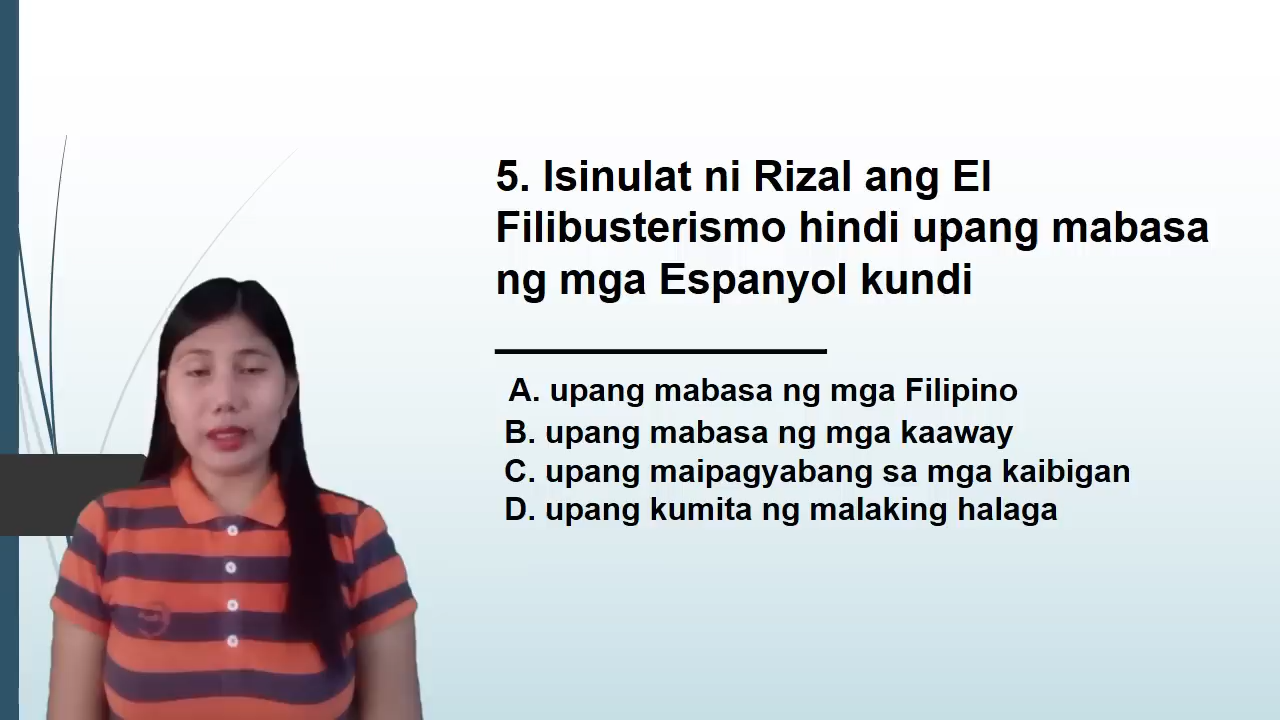 5. Isinulat ni Rizal ang El
Filibusterismo hindi upang mabasa
ng mga Espanyol kundi
_______________
A. upang mabasa ng mga Filipino
B. upang mabasa ng mga kaaway
C. upang maipagyabang sa mga kaibigan
D. upang kumita ng malaking halaga